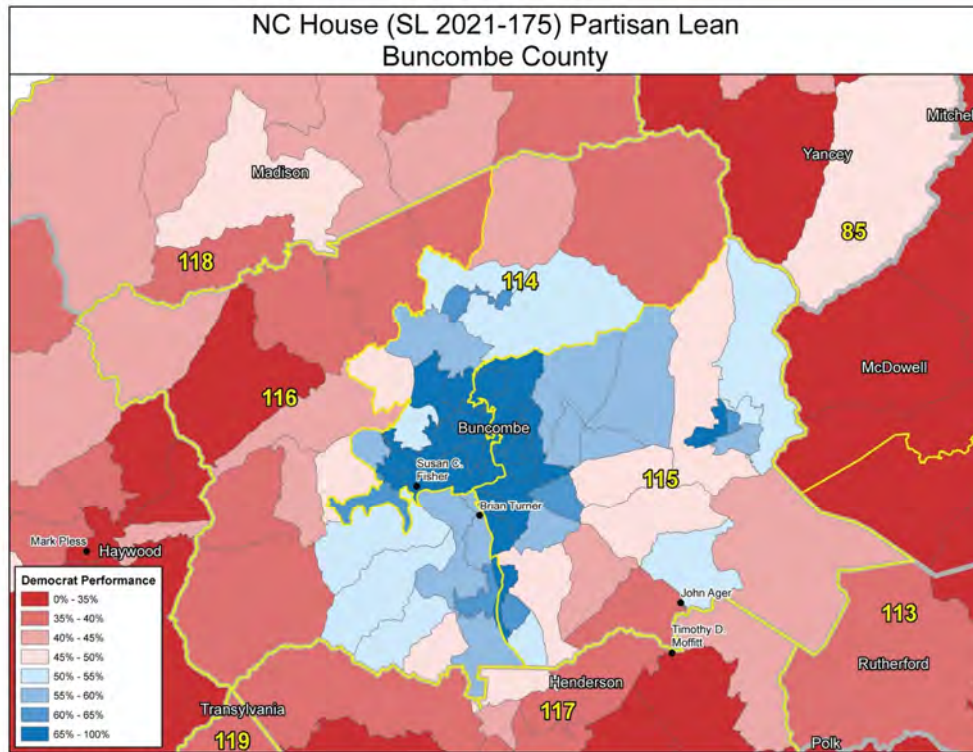 NC House (SL 2021-175) Partisan Lean
Buncombe County
Mitchel
Yancey
Madison
85
118
114
McDowell
116
Buncombe
Susan C.
Fisher
115
Brian Turner
Mark Pless
Haywood
Democrat Performance
0% - 35%
35% - 40%
40% - 45%
45% - 50%
50% - 55%
55% - 60%
60% - 65%
65% - 100%
John Ager
113
Timothy D.
Moffitt
Rutherford
Henderson
Transylvania
117
119
Polk